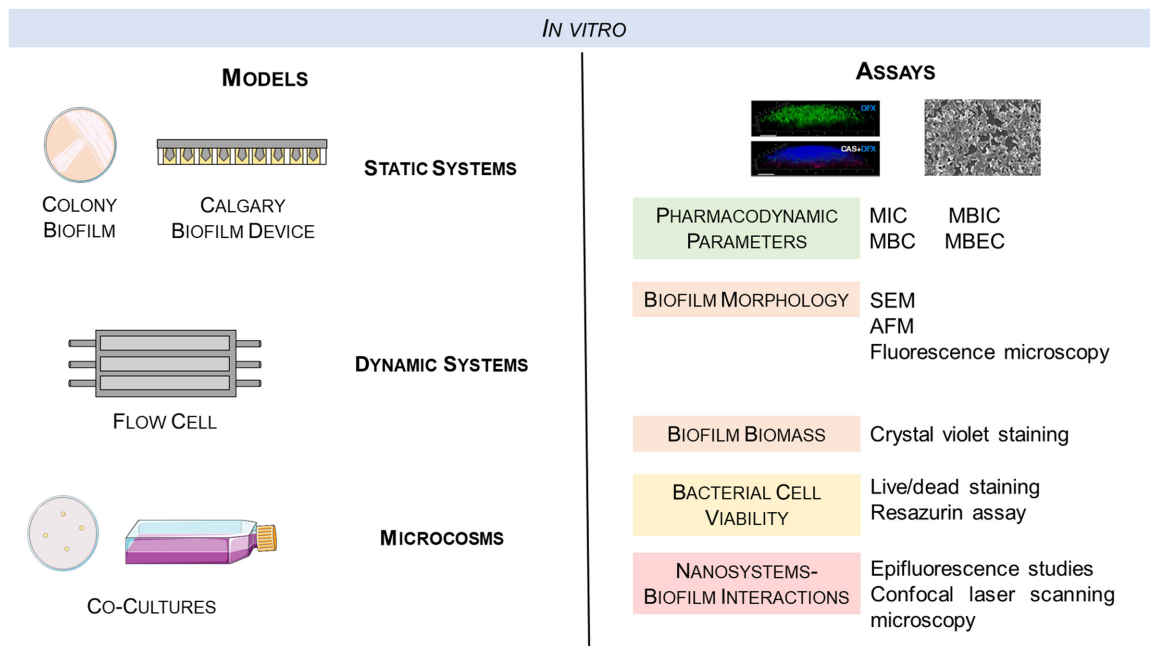 IN VITRO
MODELS
COLONY
BIOFILM
CALGARY
BIOFILM DEVICE
STATIC SYSTEMS
FLOW CELL
DYNAMIC SYSTEMS
CO-CULTURES
MICROCOSMS
ASSAYS
DFX
CAS+DFX
PHARMACODYNAMIC
PARAMETERS
MIC MBIC
MBC MBEC
BIOFILM MORPHOLOGY
SEM
AFM
Fluorescence microscopy
BIOFILM BIOMASS
Crystal violet staining
BACTERIAL CELL
VIABILITY
Live/dead staining
Resazurin assay
NANOSYSTEMS-
BIOFILM INTERACTIONS
Epifluorescence studies
Confocal laser scanning
microscopy